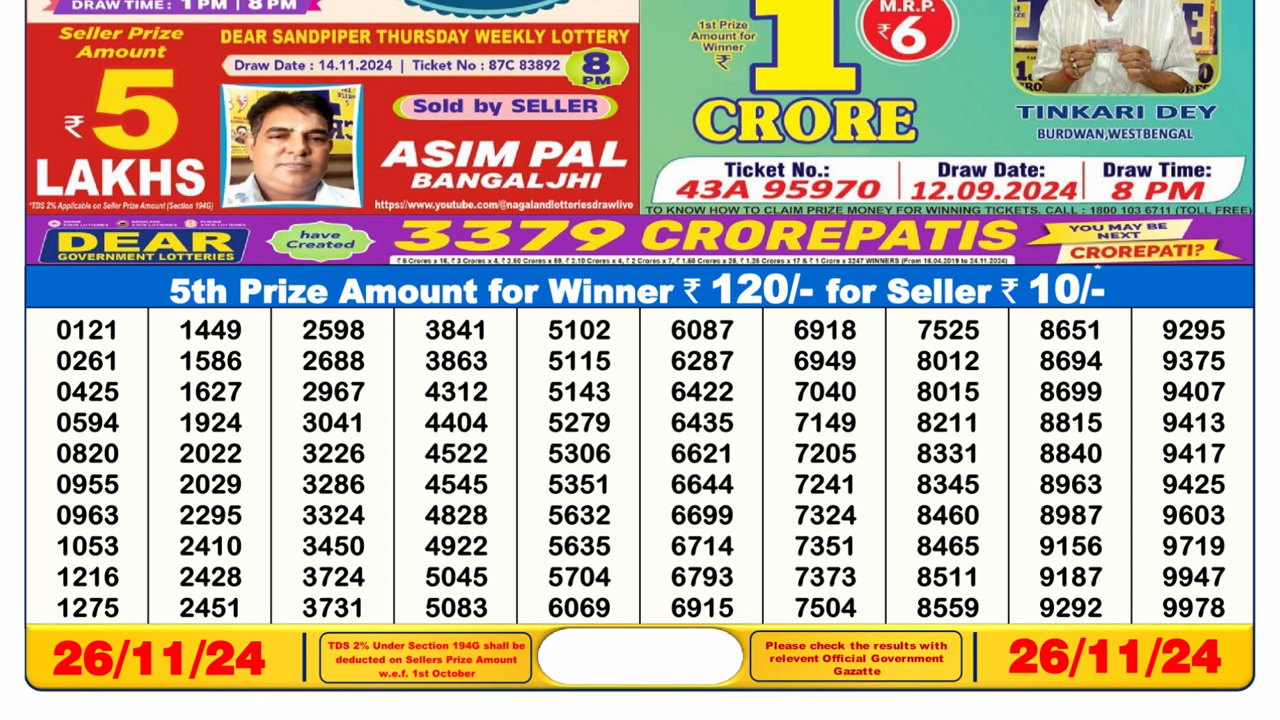 DRAW TIME: 1 PM | 8 PM
Seller Prize
Amount
₹5
LAKHS
*TDS 2% Applicable on Seller Prize Amount (Section 194G)
DEAR SANDPIPER THURSDAY WEEKLY LOTTERY
Draw Date : 14.11.2024 | Ticket No : 87C 83892
8
PM
Sold by SELLER
ASIM PAL
BANGALJHI
https://www.youtube.com/@nagalandlotteriesdrawlive
1st Prize
Amount for
Winner
₹
1
CRORE
M.R.P.
₹6
TINKARI DEY
BURDWAN,WESTBENGAL
Ticket No.: Draw Date: Draw Time:
43A 95970 12.09.2024 8 PM
TO KNOW HOW TO CLAIM PRIZE MONEY FOR WINNING TICKETS, CALL : 1800 103 6711 (TOLL FREE)
DEAR
GOVERNMENT LOTTERIES
have
Created
3379 CROREPATIS
YOU MAY BE
NEXT
CROREPATI?
5th Prize Amount for Winner ₹ 120/- for Seller ₹ 10/-*
0121 1449 2598 3841 5102 6087 6918 7525 8651 9295
0261 1586 2688 3863 5115 6287 6949 8012 8694 9375
0425 1627 2967 4312 5143 6422 7040 8015 8699 9407
0594 1924 3041 4404 5279 6435 7149 8211 8815 9413
0820 2022 3226 4522 5306 6621 7205 8331 8840 9417
0955 2029 3286 4545 5351 6644 7241 8345 8963 9425
0963 2295 3324 4828 5632 6699 7324 8460 8987 9603
1053 2410 3450 4922 5635 6714 7351 8465 9156 9719
1216 2428 3724 5045 5704 6793 7373 8511 9187 9947
1275 2451 3731 5083 6069 6915 7504 8559 9292 9978
26/11/24
TDS 2% Under Section 194G shall be
deducted on Sellers Prize Amount
w.e.f. 1st October
Please check the results with
relevent Official Government
Gazatte
26/11/24